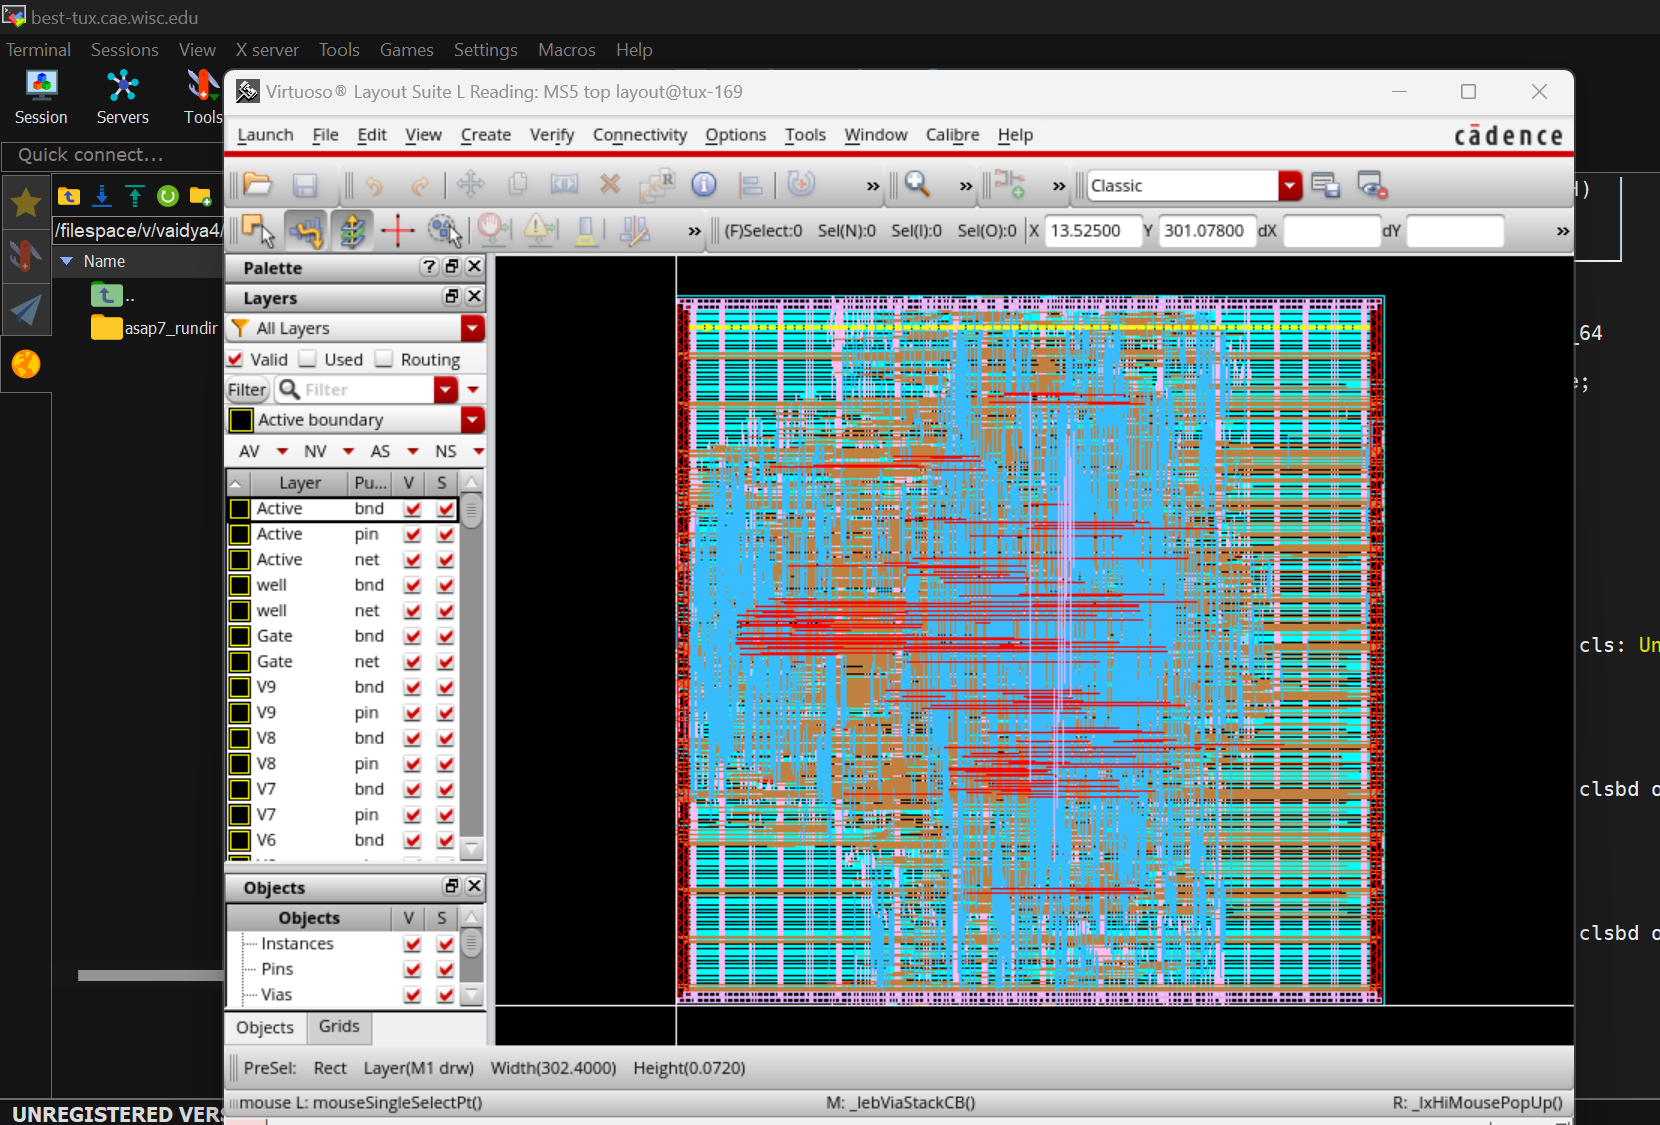 best-tux.cae.wisc.edu
Terminal Sessions View X server Tools Games Settings Macros Help
Session Servers Tools
Quick connect...
/filespace/v/vaidya4/
Name
..
asap7_rundir
UNREGISTERED VERS
Virtuoso® Layout Suite L Reading: MS5 top layout@tux-169
Launch File Edit View Create Verify Connectivity Options Tools Window Calibre Help
cādence
R
Classic
(F)Select:0 Sel(N):0 Sel(I):0 Sel(O):0 X 13.52500 Y 301.07800 dX dY
Palette
Layers
All Layers
Valid Used Routing
Filter Filter
Active boundary
AV NV AS NS
Layer Pu... V S
Active bnd
Active pin
Active net
well bnd
well net
Gate bnd
Gate net
V9 bnd
V9 pin
V8 bnd
V8 pin
V7 bnd
V7 pin
V6 bnd
Objects
Objects V S
Instances
Pins
Vias
Objects Grids
PreSel: Rect Layer(M1 drw) Width(302.4000) Height(0.0720)
mouse L: mouseSingleSelectPt() M: _lebViaStackCB() R: _lxHiMousePopUp()
)
_64
e;
cls: Un
clsbd o
clsbd o